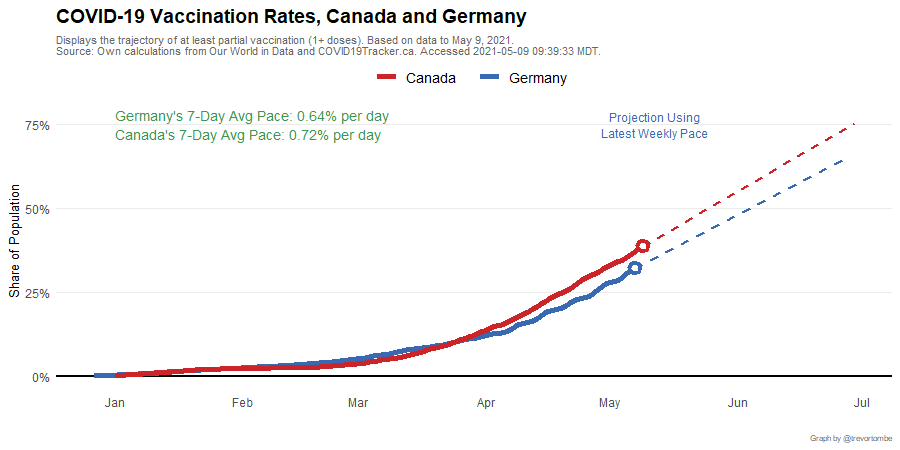 COVID-19 Vaccination Rates, Canada and Germany
Displays the trajectory of at least partial vaccination (1+ doses). Based on data to May 9, 2021.
Source: Own calculations from Our World in Data and COVID19Tracker.ca. Accessed 2021-05-09 09:39:33 MDT.
Canada Germany
Germany's 7-Day Avg Pace: 0.64% per day
Canada's 7-Day Avg Pace: 0.72% per day
Projection Using
Latest Weekly Pace
Share of Population
75%
50%
25%
0%
Jan Feb Mar Apr May Jun Jul
Graph by @trevortombe